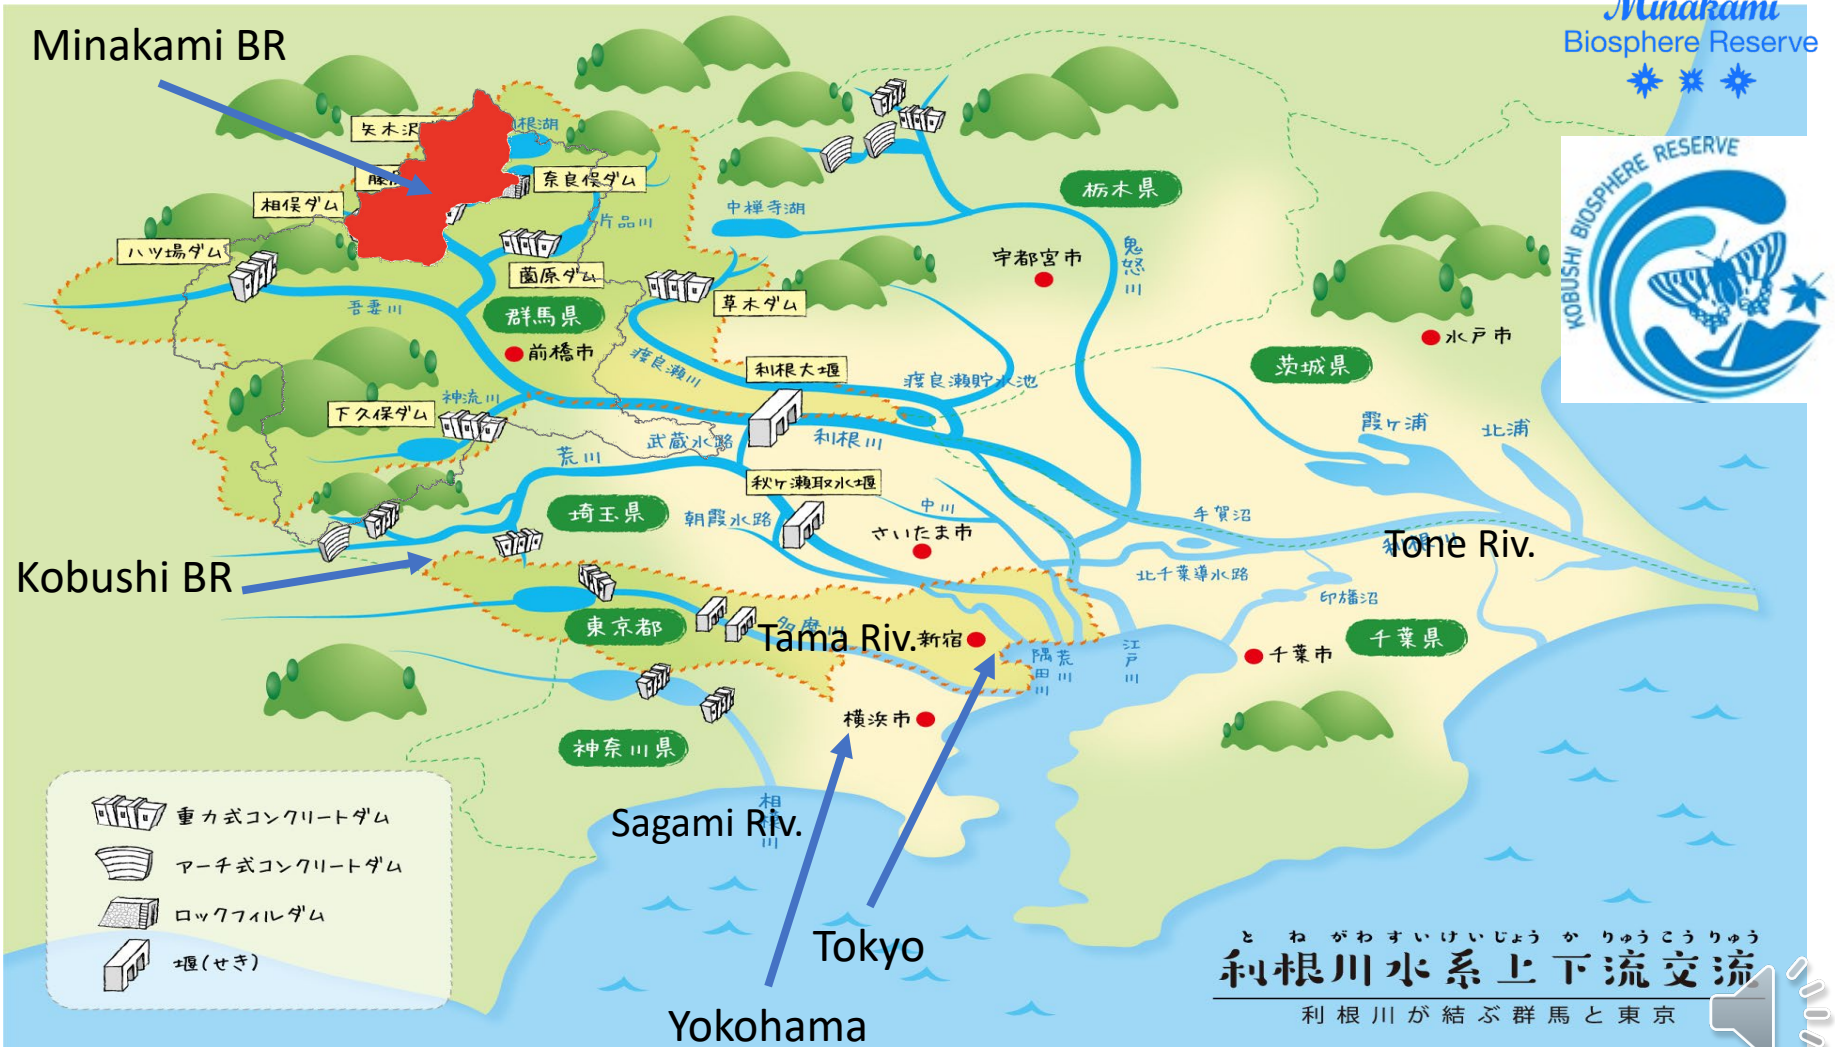 Minakami BR
Minakami
Biosphere Reserve
KOBUSHI BIOSPHERE RESERVE
矢木沢
根湖
奈良俣ダム
相俣ダム
片品川
八ッ場ダム
薗原ダム
中禅寺湖
栃木県
鬼怒川
宇都宮市
草木ダム
吾妻川
群馬県
前橋市
渡良瀬川
利根大堰
渡良瀬貯水池
茨城県
水戸市
下久保ダム
神流川
武蔵水路
利根川
霞ヶ浦
北浦
荒川
秋ヶ瀬取水堰
埼玉県
朝霞水路
中川
さいたま市
手賀沼
利根川
Tone Riv.
北千葉導水路
印旛沼
Kobushi BR
東京都
多摩川
Tama Riv.
新宿
隅田川
荒川
江戸川
千葉市
千葉県
横浜市
神奈川県
相模川
Sagami Riv.
Tokyo
Yokohama
重力式コンクリートダム
アーチ式コンクリートダム
ロックフィルダム
堰(せき)
とねがわすいけいじょうかりゅうこうりゅう
利根川水系上下流交流
利根川が結ぶ群馬と東京